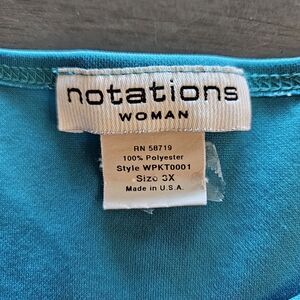 notations
WOMAN
RN 58719
100% Polyester
Style WPKT0001
Size 3X
Made in U.S.A.